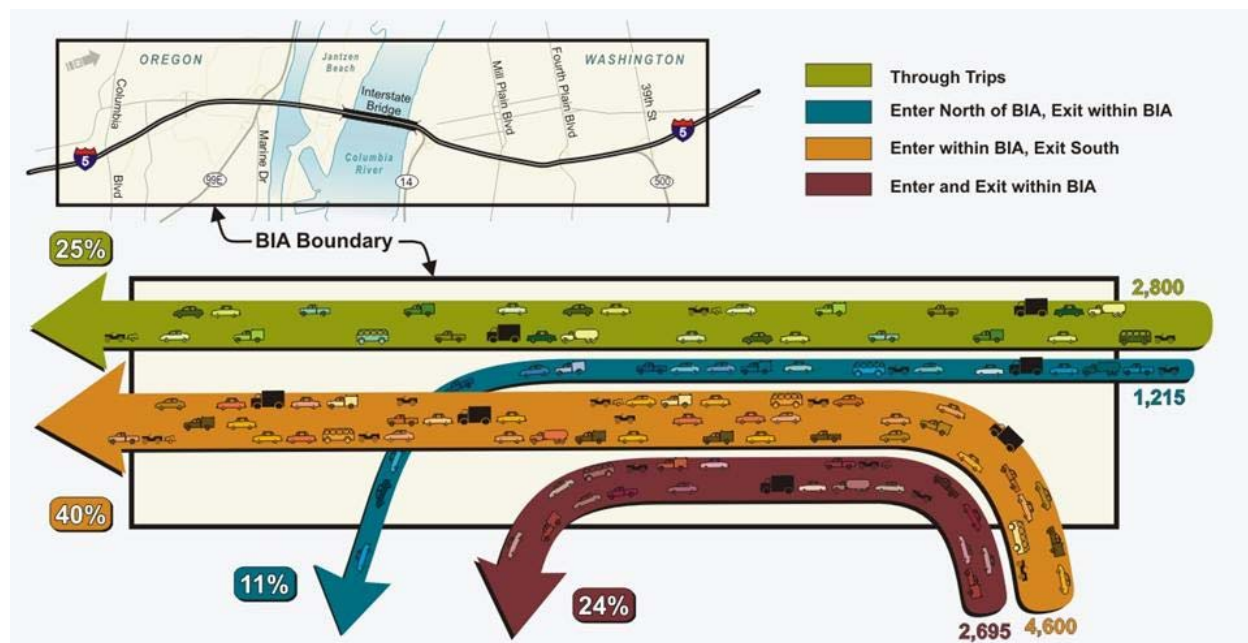 OREGON
Jantzen
Beach
WASHINGTON
Columbia
Blvd
Interstate
Bridge
Mill Plain Blvd
Fourth Plain Blvd
39th St
5
5
Marine Dr
Columbia
River
99E
14
500
Through Trips
Enter North of BIA, Exit within BIA
Enter within BIA, Exit South
Enter and Exit within BIA
BIA Boundary
25%
2,800
1,215
40%
11%
24%
2,695
4,600